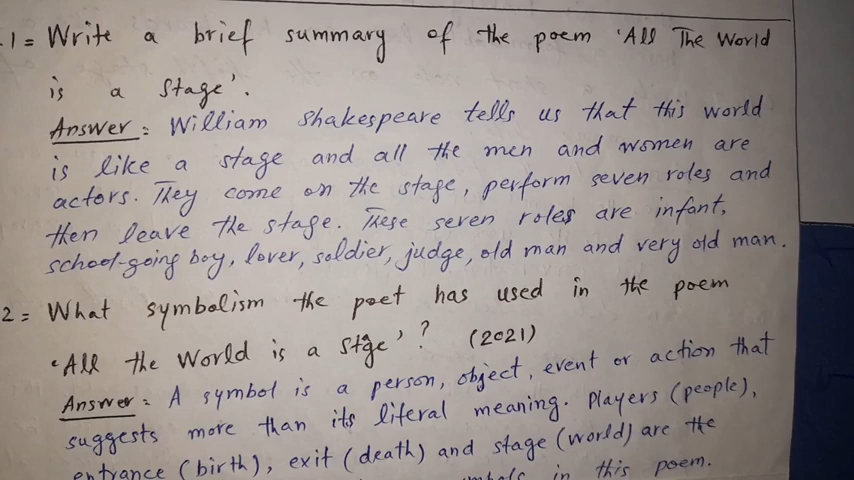 1 = Write a brief summary of the poem 'All The World
is a Stage'.
Answer = William Shakespeare tells us that this world
is like a stage and all the men and women are
actors. They come on the stage, perform seven roles and
then leave the stage. These seven roles are infant,
school-going boy, lover, soldier, judge, old man and very old man.
2 = What symbolism the poet has used in the poem
'All the World is a Stge'? (2021)
Answer = A symbol is a person, object, event or action that
suggests more than its literal meaning. Players (people),
entrance (birth), exit (death) and stage (world) are the
in this poem.